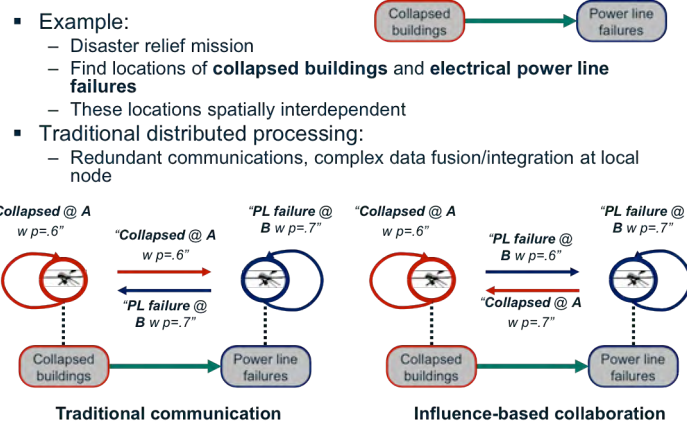 ▪ Example:
Collapsed
buildings
Power line
failures
– Disaster relief mission
– Find locations of collapsed buildings and electrical power line
failures
– These locations spatially interdependent
▪ Traditional distributed processing:
– Redundant communications, complex data fusion/integration at local
node
Collapsed @ A
w p=.6”
“Collapsed @ A
w p=.6”
“PL failure @
B w p=.7”
“PL failure @
B w p=.7”
Collapsed
buildings
Power line
failures
Traditional communication
“Collapsed @ A
w p=.6”
“PL failure @
B w p=.6”
“Collapsed @ A
w p=.7”
“PL failure @
B w p=.7”
Collapsed
buildings
Power line
failures
Influence-based collaboration